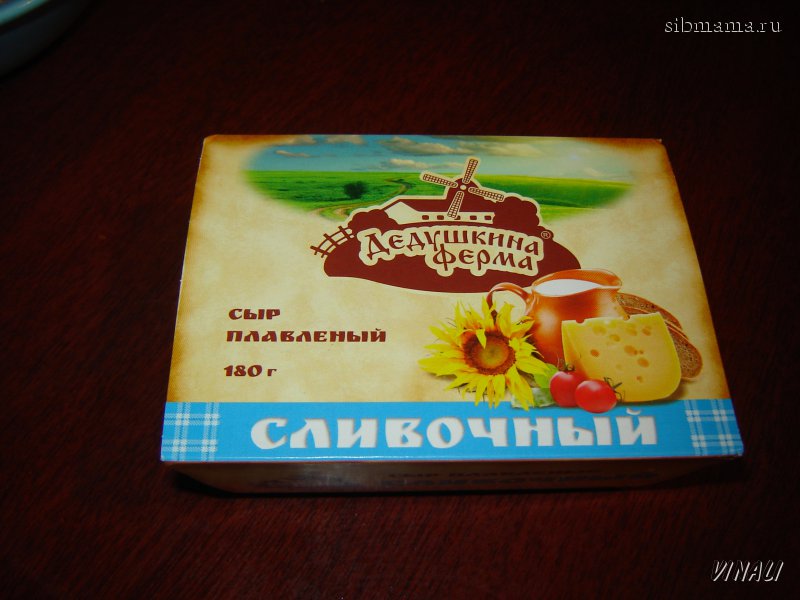 sibmama.ru
ДЕДУШКИНА
ФЕРМА®
СЫР
ПЛАВЛЕНЫЙ
180 г
СЛИВОЧНЫЙ
VINALI